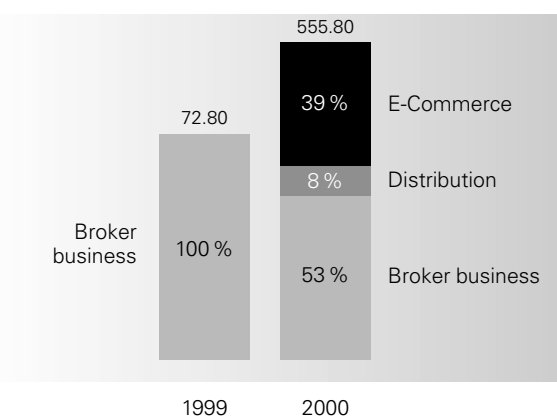 555.80
39 %
E-Commerce
72.80
8 %
Distribution
Broker
business
100 %
53 %
Broker business
1999
2000